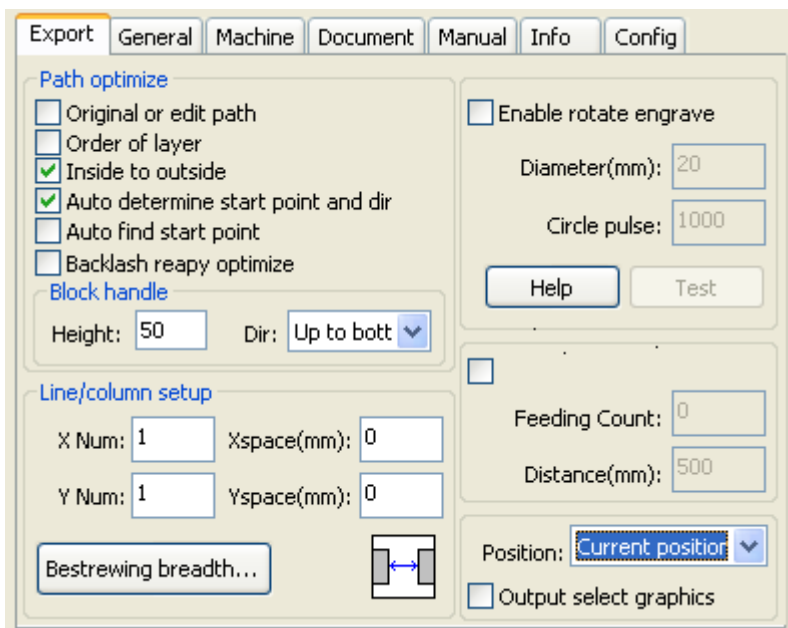 Export General Machine Document Manual Info Config
Path optimize
Original or edit path
Order of layer
Inside to outside
Auto determine start point and dir
Auto find start point
Backlash reapy optimize
Block handle
Height: 50 Dir: Up to bott
Line/column setup
X Num: 1 Xspace(mm): 0
Y Num: 1 Yspace(mm): 0
Bestrewing breadth...
Enable rotate engrave
Diameter(mm): 20
Circle pulse: 1000
Help Test
Feeding Count: 0
Distance(mm): 500
Position: Current position
Output select graphics